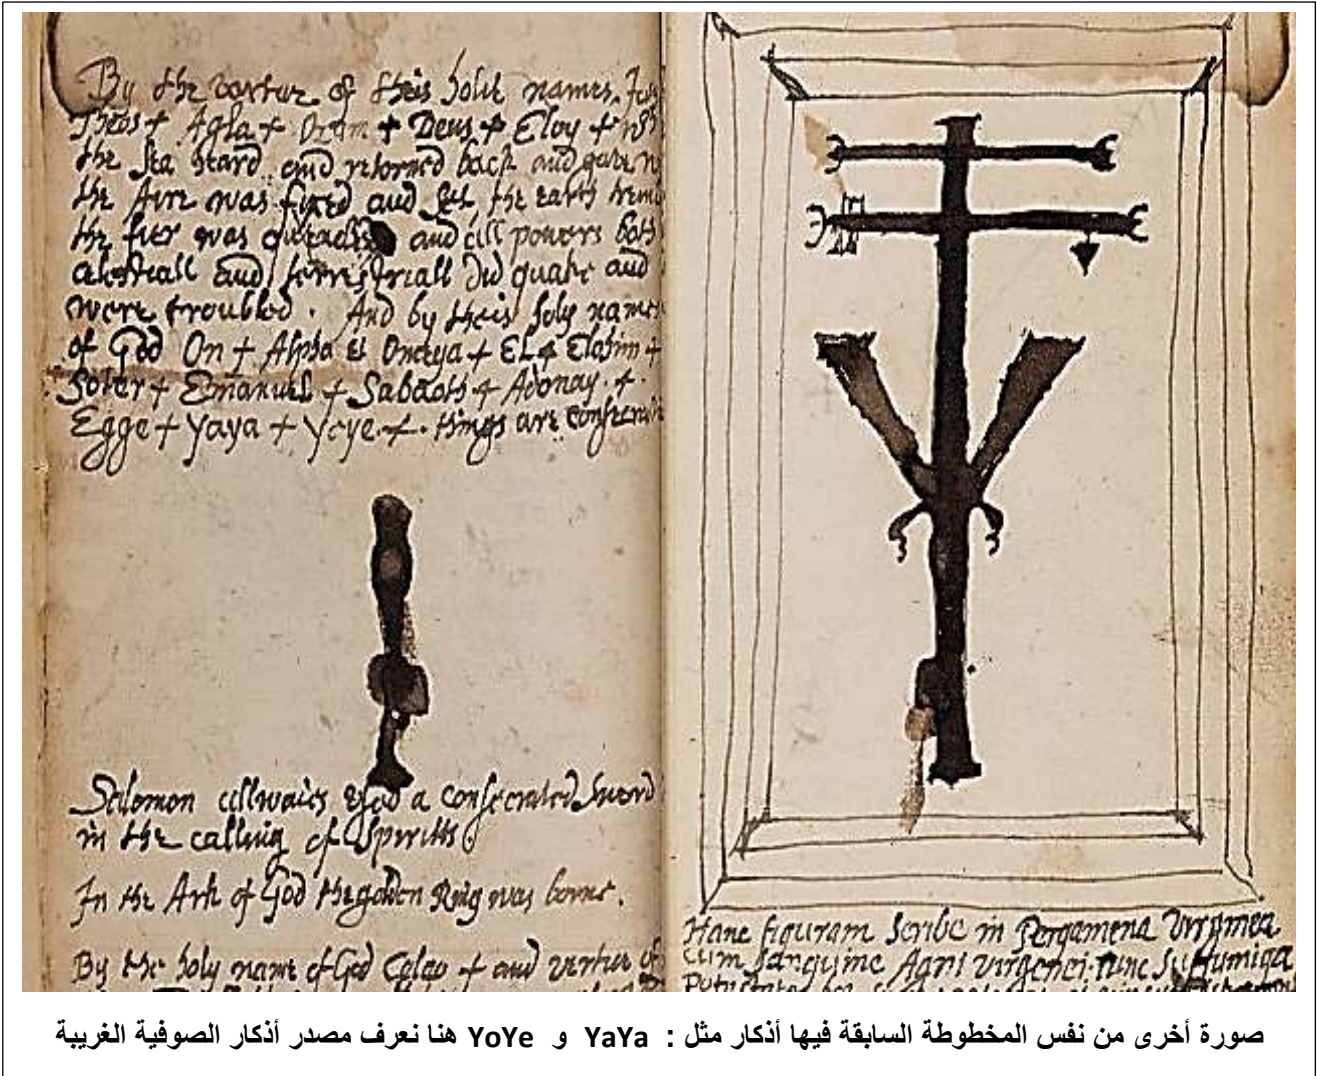 By the vertue of theis holie names.
Theos + Agla + + Deus + Eloy +
the sea heard and retorned back and gave
the Aire was fixed and the earth
the fier was and all powers both
celestiall and terrestriall did quake and
were troubled. And by theis holy names
of God On + Alpha et Omega + EL + Elohim +
Soter + Emanuel + Sabaoth + Adonay. +.
Egge + Yaya + Yeye. +. things are
Solomon allwaies used a Consecrated Sword
in the calling of Spiritts
In the Ark of God the golden Ring was borne.
By the holy name of God + and vertue of
Hanc figuram Scribe in Pergamena Virginea
cum sanguine Agni virginei tunc suffumiga
صورة أخرى من نفس المخطوطة السابقة فيها أذكار مثل : YaYa و YoYe هنا نعرف مصدر أذكار الصوفية الغريبة